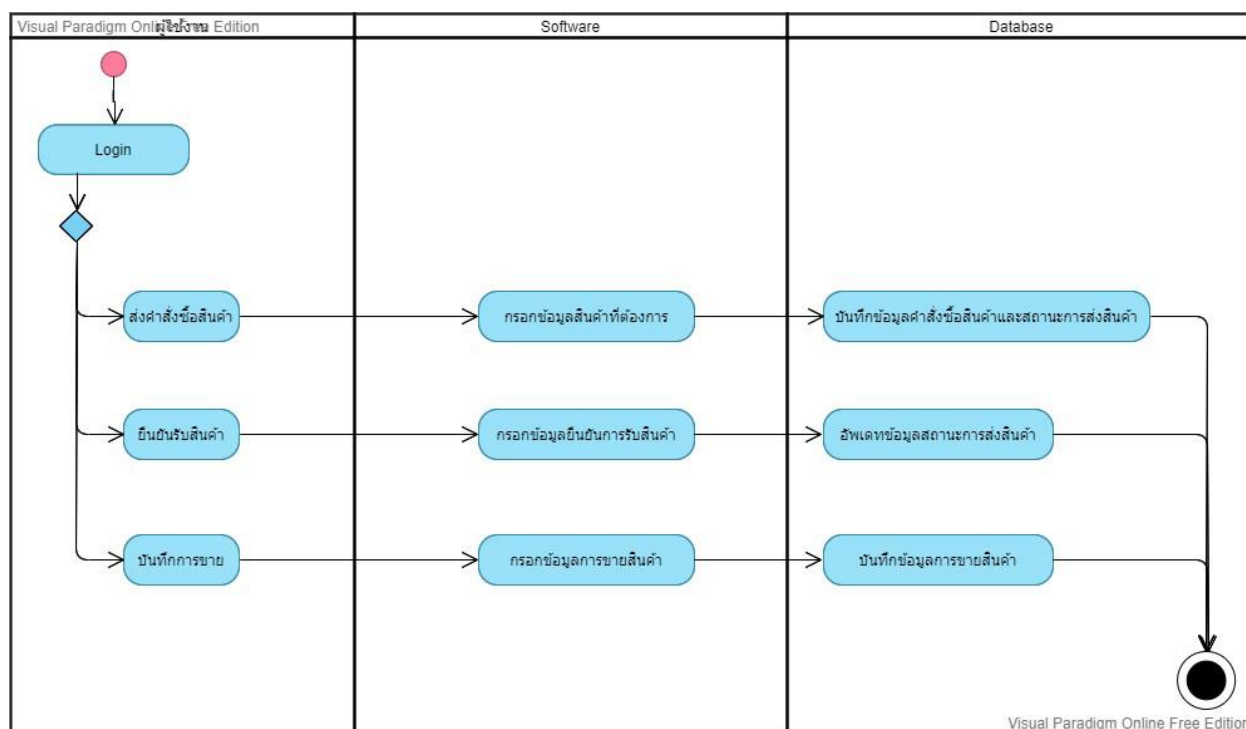 Visual Paradigm Online Free Edition
ผู้ใช้งาน
Software
Database
Login
ส่งคำสั่งซื้อสินค้า
กรอกข้อมูลสินค้าที่ต้องการ
บันทึกข้อมูลคำสั่งซื้อสินค้าและสถานะการส่งสินค้า
ยืนยันรับสินค้า
กรอกข้อมูลยืนยันการรับสินค้า
อัพเดทข้อมูลสถานะการส่งสินค้า
บันทึกการขาย
กรอกข้อมูลการขายสินค้า
บันทึกข้อมูลการขายสินค้า
Visual Paradigm Online Free Edition